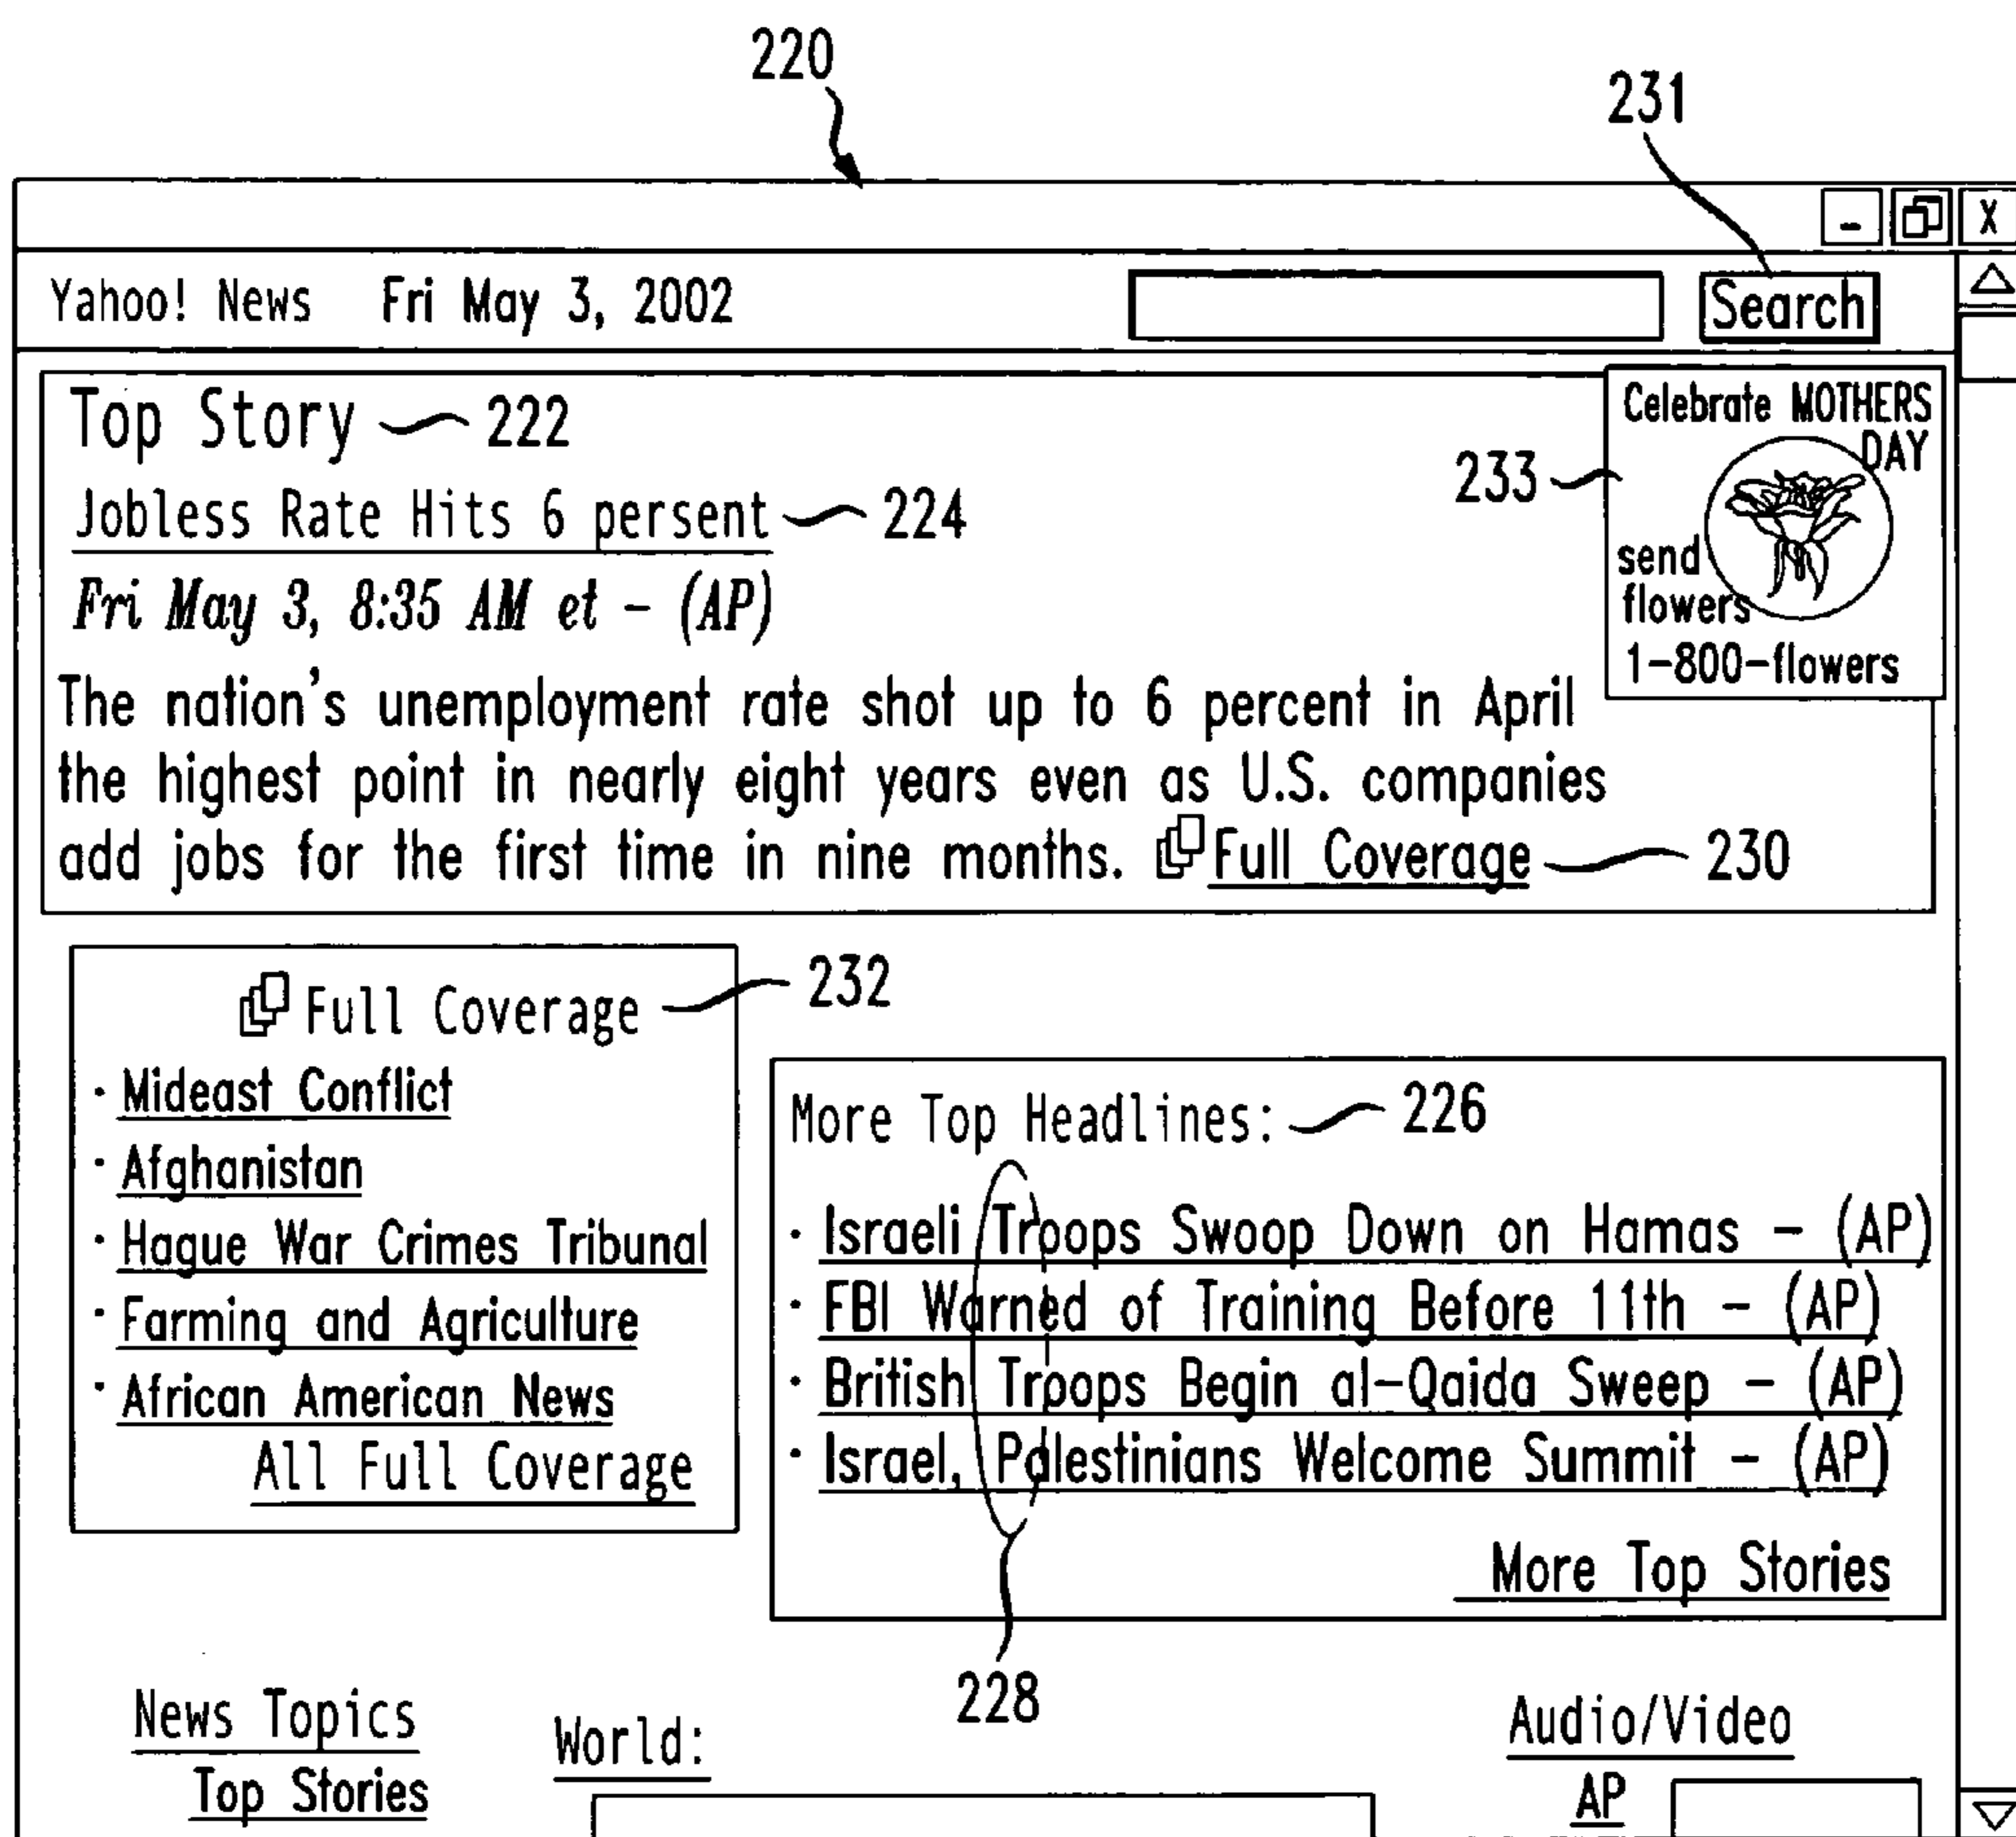 220
231
- X
Yahoo! News Fri May 3, 2002 Search
Top Story 222
Jobless Rate Hits 6 persent 224
Fri May 3, 8:35 AM et - (AP)
The nation's unemployment rate shot up to 6 percent in April
the highest point in nearly eight years even as U.S. companies
add jobs for the first time in nine months. Full Coverage 230
Celebrate MOTHERS
DAY
233
send
flowers
1-800-flowers
Full Coverage 232
· Mideast Conflict
· Afghanistan
· Hague War Crimes Tribunal
· Farming and Agriculture
· African American News
All Full Coverage
More Top Headlines: 226
· Israeli Troops Swoop Down on Hamas - (AP)
· FBI Warned of Training Before 11th - (AP)
· British Troops Begin al-Qaida Sweep - (AP)
· Israel, Palestinians Welcome Summit - (AP)
More Top Stories
228
News Topics
Top Stories
World:
Audio/Video
AP